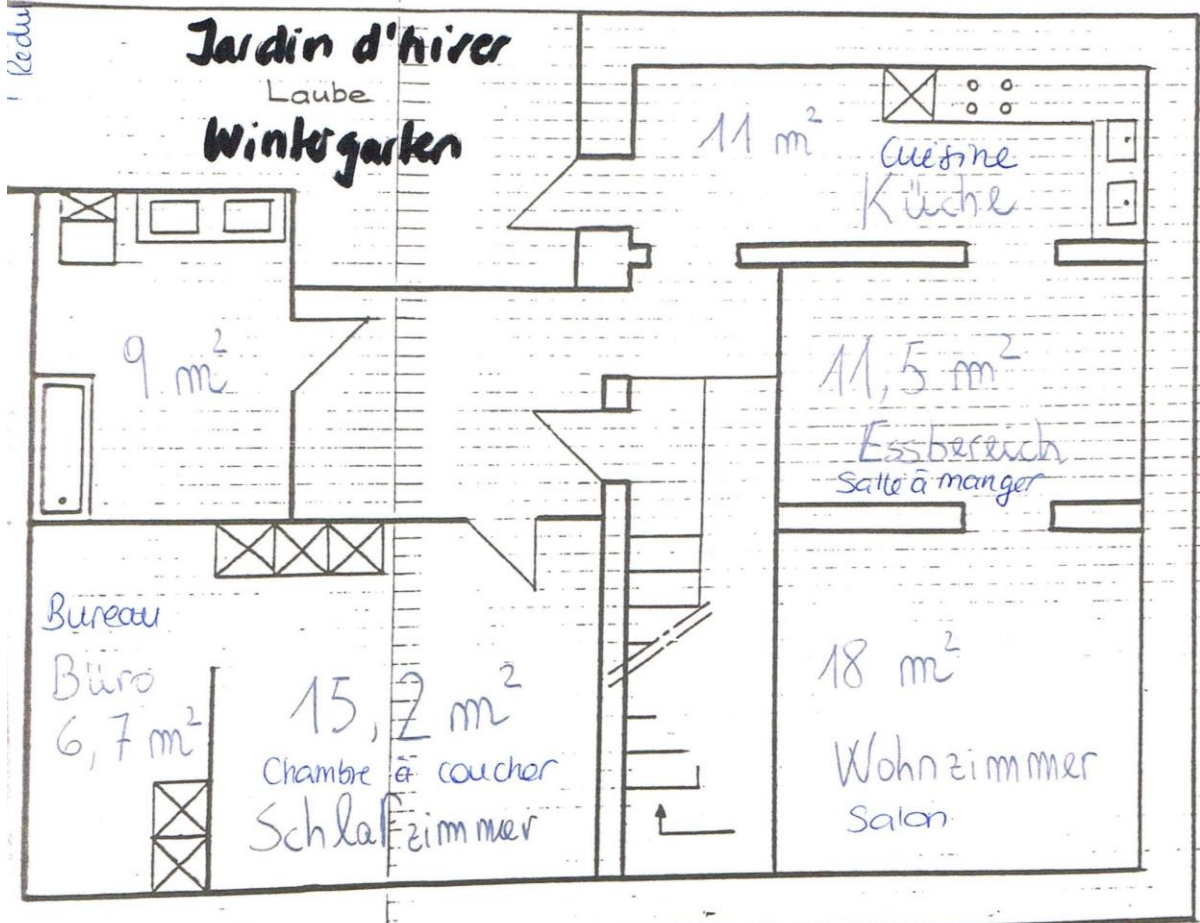 Jardin d'hiver
Laube
Wintergarten
11 m²
Cuisine
Küche
9 m²
11,5 m²
Essbereich
Salle à manger
Bureau
Büro
6,7 m²
15,2 m²
Chambre à coucher
Schlafzimmer
18 m²
Wohnzimmer
Salon